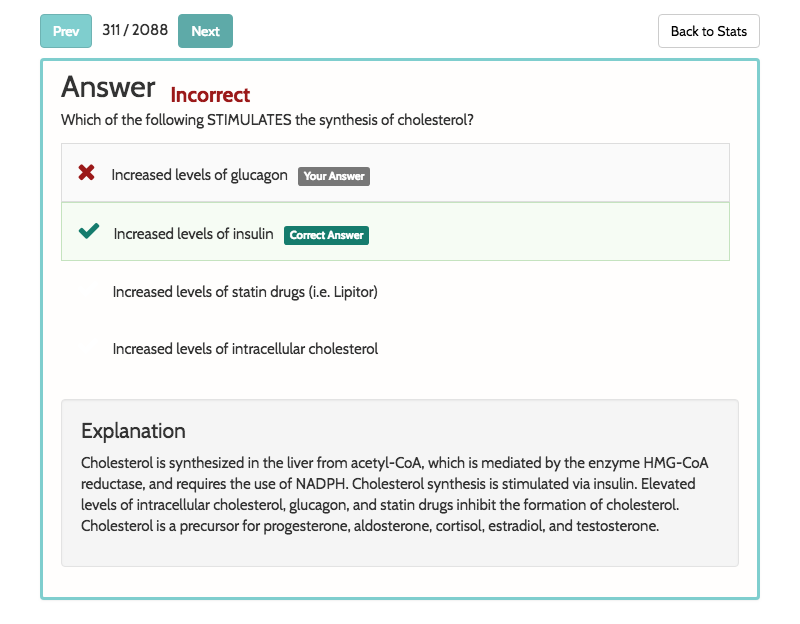 Prev 311 / 2088 Next Back to Stats
Answer Incorrect
Which of the following STIMULATES the synthesis of cholesterol?
Increased levels of glucagon Your Answer
Increased levels of insulin Correct Answer
Increased levels of statin drugs (i.e. Lipitor)
Increased levels of intracellular cholesterol
Explanation
Cholesterol is synthesized in the liver from acetyl-CoA, which is mediated by the enzyme HMG-CoA
reductase, and requires the use of NADPH. Cholesterol synthesis is stimulated via insulin. Elevated
levels of intracellular cholesterol, glucagon, and statin drugs inhibit the formation of cholesterol.
Cholesterol is a precursor for progesterone, aldosterone, cortisol, estradiol, and testosterone.